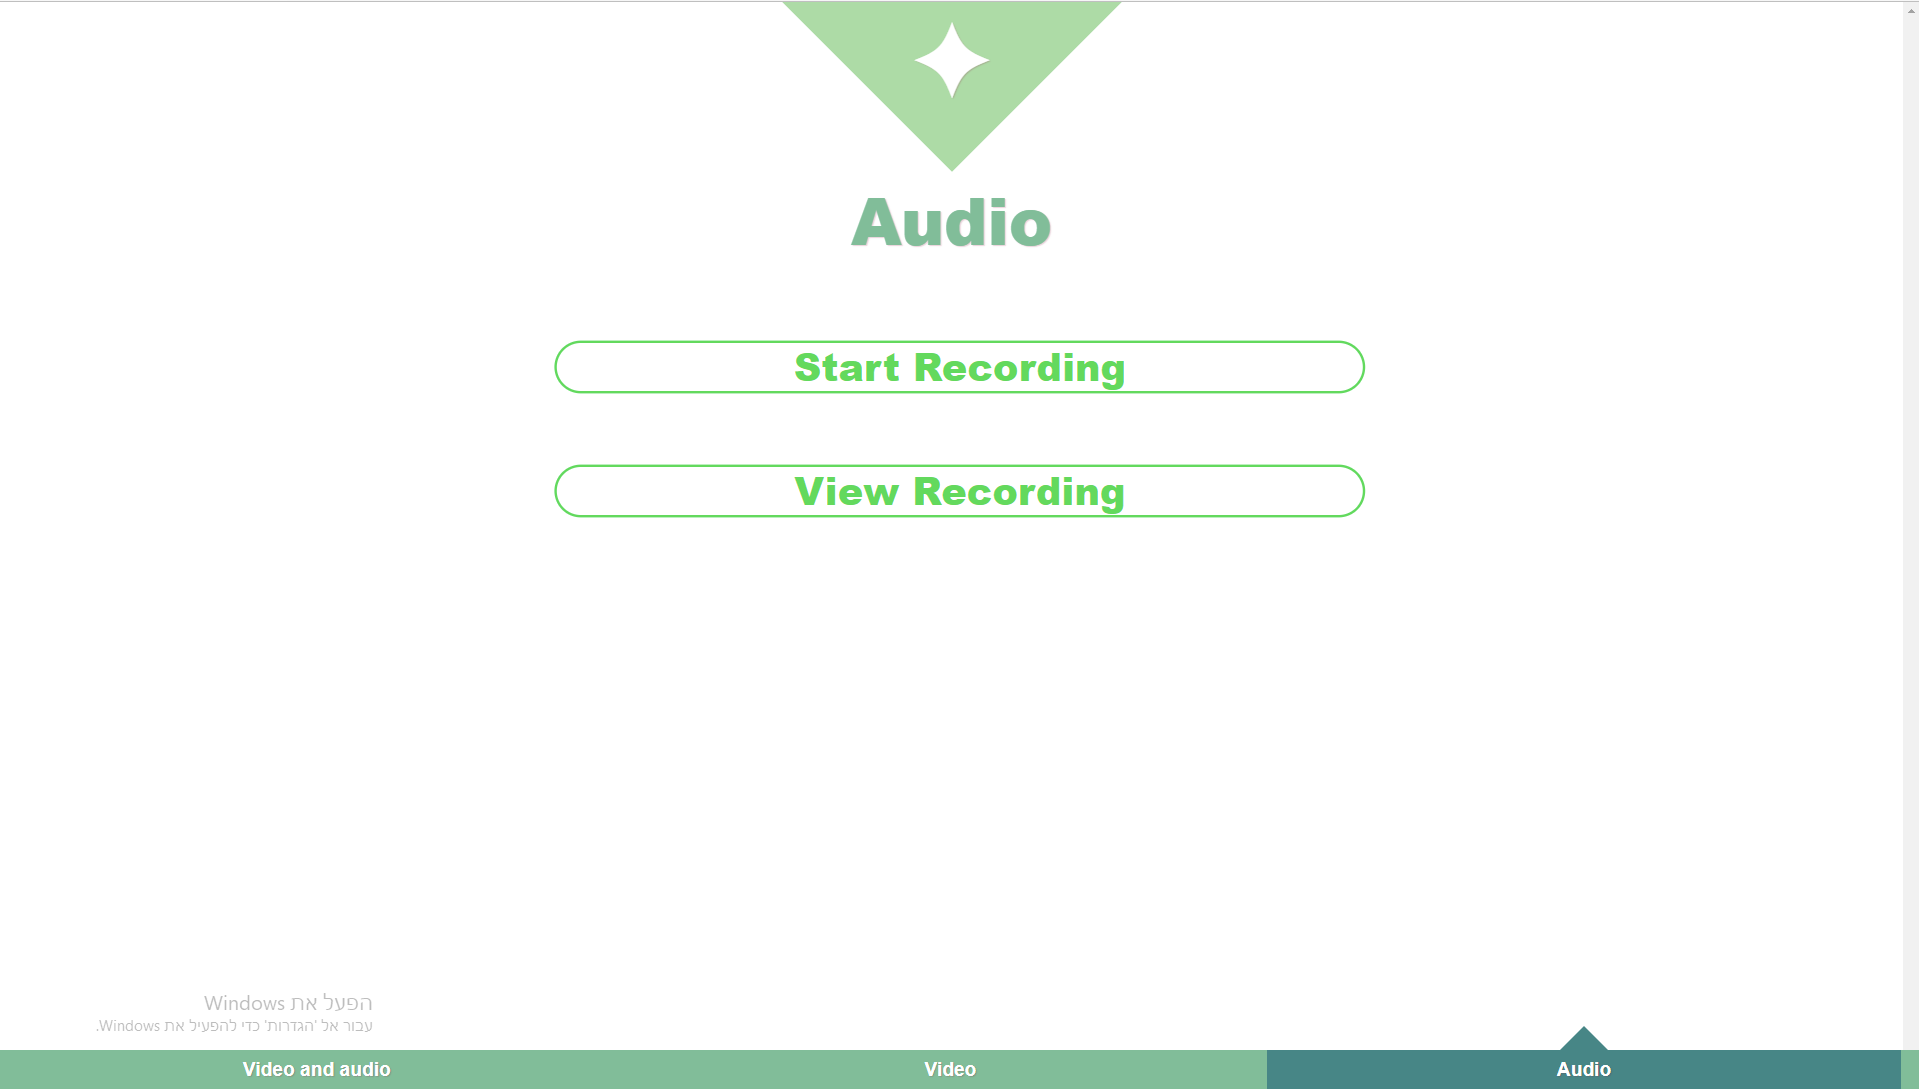 Audio
Start Recording
View Recording
הפעל את Windows
עבור אל 'הגדרות' כדי להפעיל את Windows.
Video and audio
Video
Audio